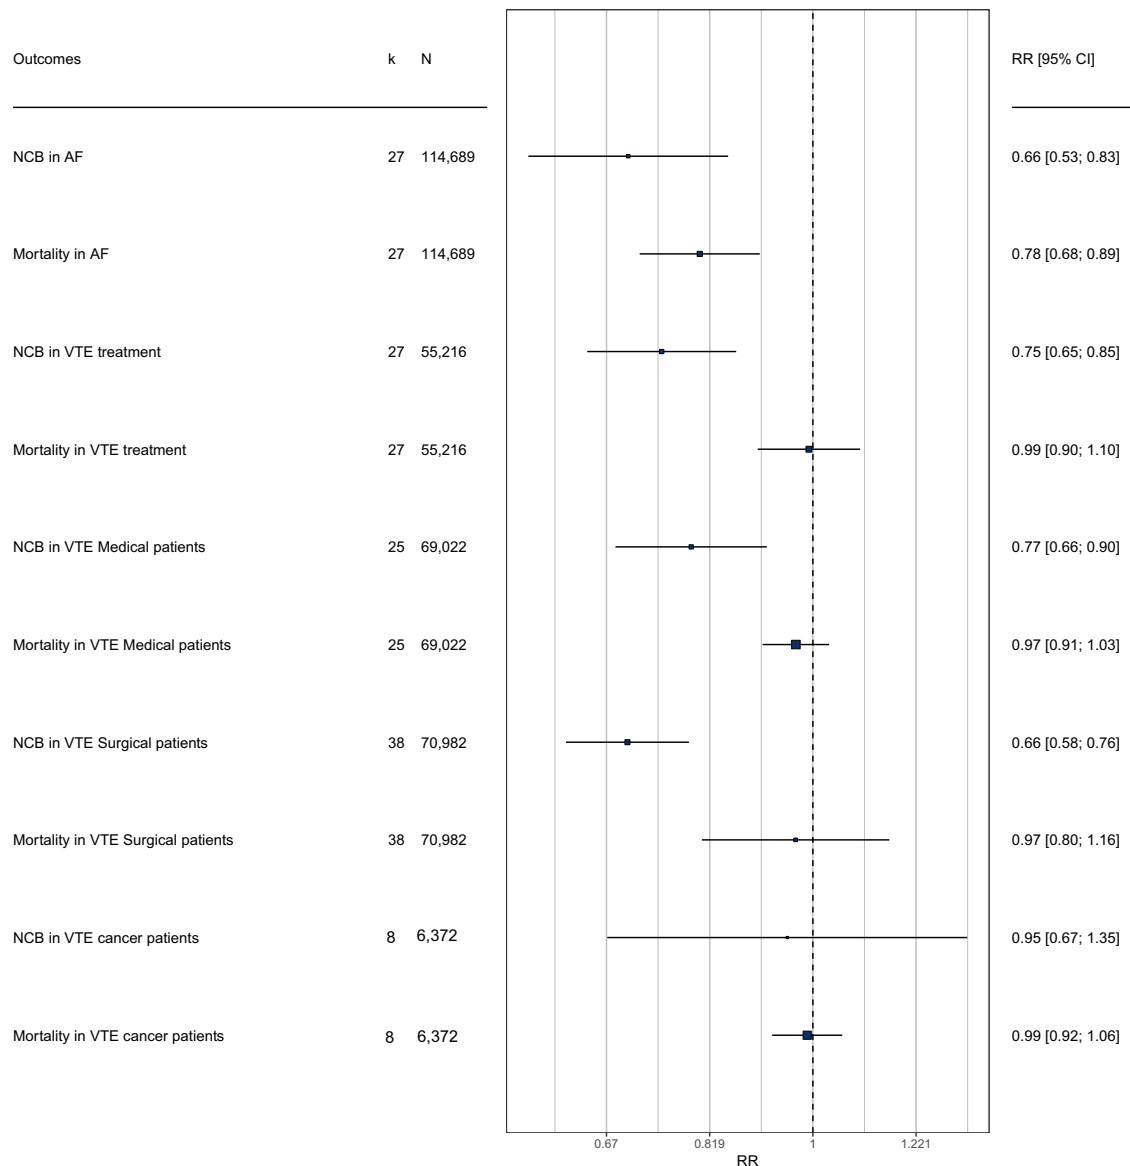 Outcomes k N RR [95% CI]
NCB in AF 27 114,689 0.66 [0.53; 0.83]
Mortality in AF 27 114,689 0.78 [0.68; 0.89]
NCB in VTE treatment 27 55,216 0.75 [0.65; 0.85]
Mortality in VTE treatment 27 55,216 0.99 [0.90; 1.10]
NCB in VTE Medical patients 25 69,022 0.77 [0.66; 0.90]
Mortality in VTE Medical patients 25 69,022 0.97 [0.91; 1.03]
NCB in VTE Surgical patients 38 70,982 0.66 [0.58; 0.76]
Mortality in VTE Surgical patients 38 70,982 0.97 [0.80; 1.16]
NCB in VTE cancer patients 8 6,372 0.95 [0.67; 1.35]
Mortality in VTE cancer patients 8 6,372 0.99 [0.92; 1.06]
0.67 0.819 1 1.221
RR